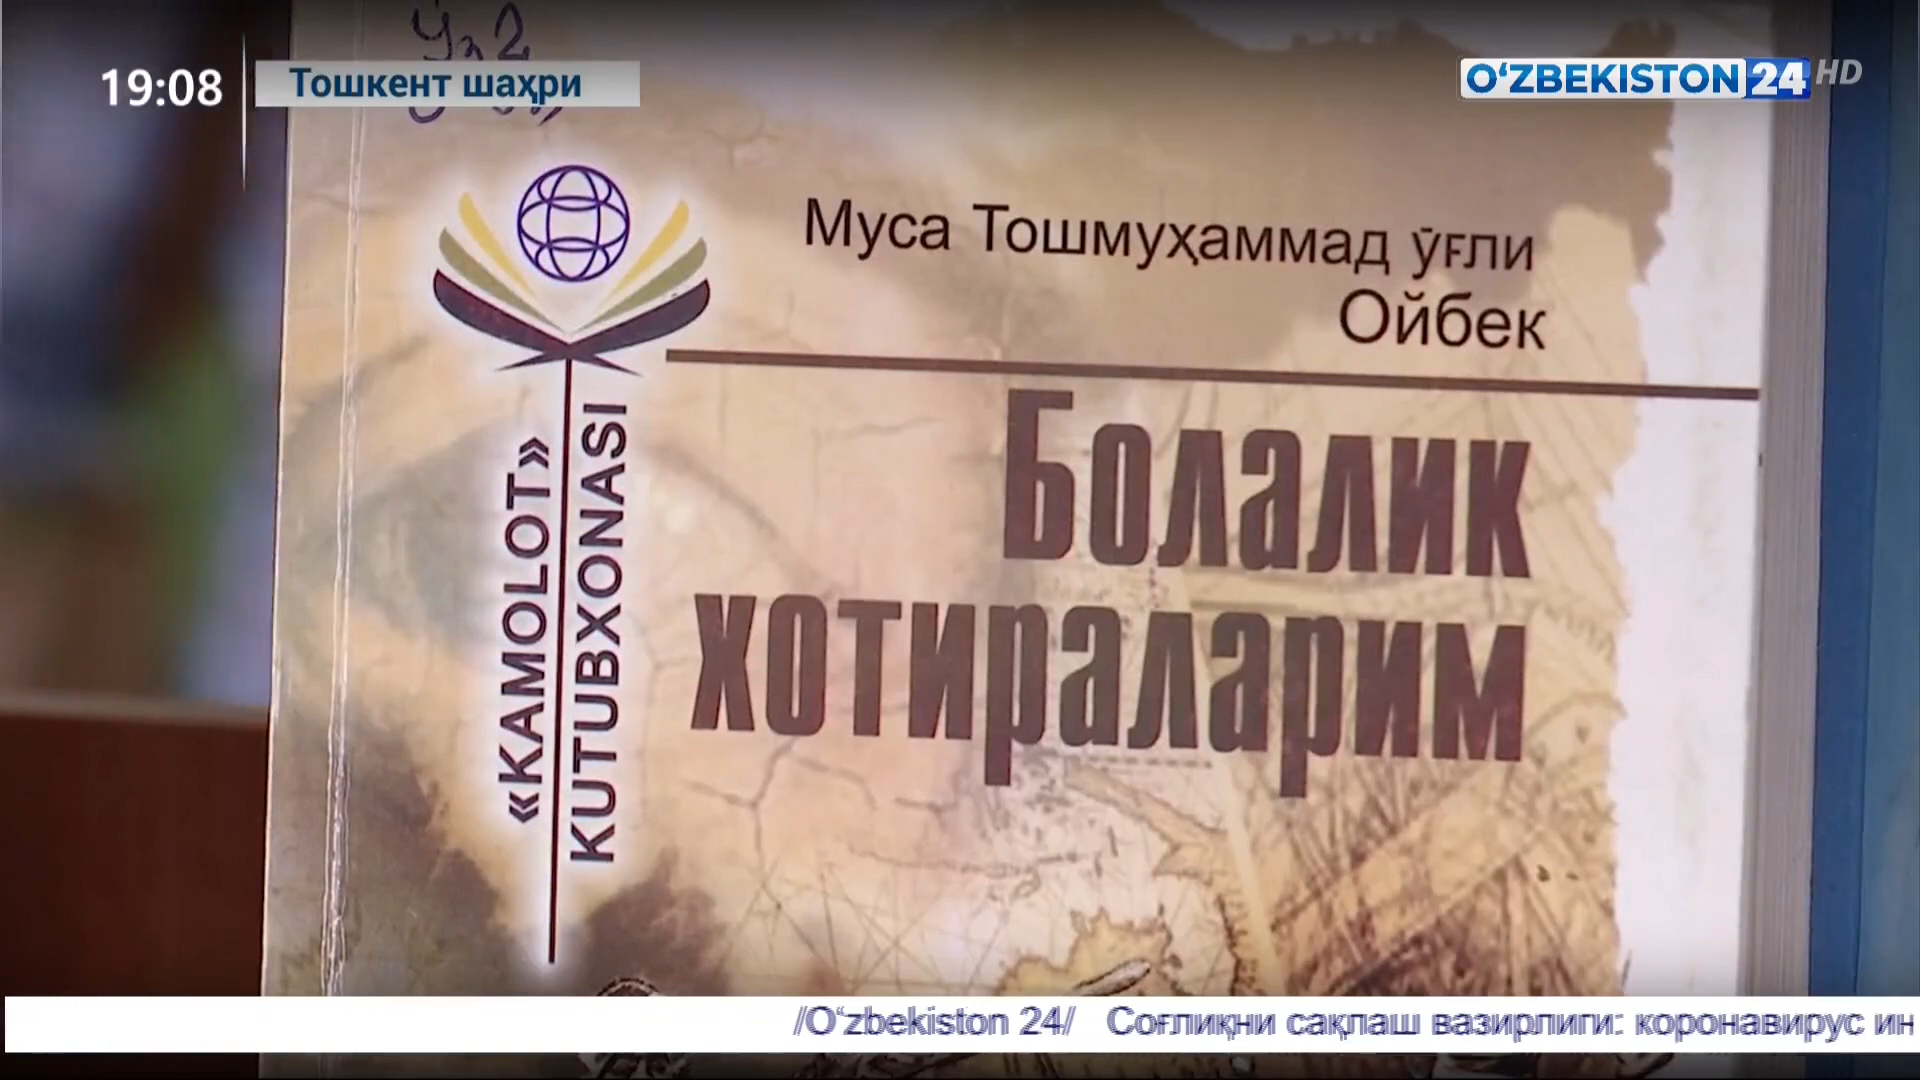 19:08
Тошкент шаҳри
O‘ZBEKISTON 24 HD
Ўз2
Муса Тошмуҳаммад ўғли
Ойбек
Болалик
хотираларим
«KAMOLOT»
KUTUBXONASI
/O‘zbekiston 24/ Соғлиқни сақлаш вазирлиги: коронавирус ин